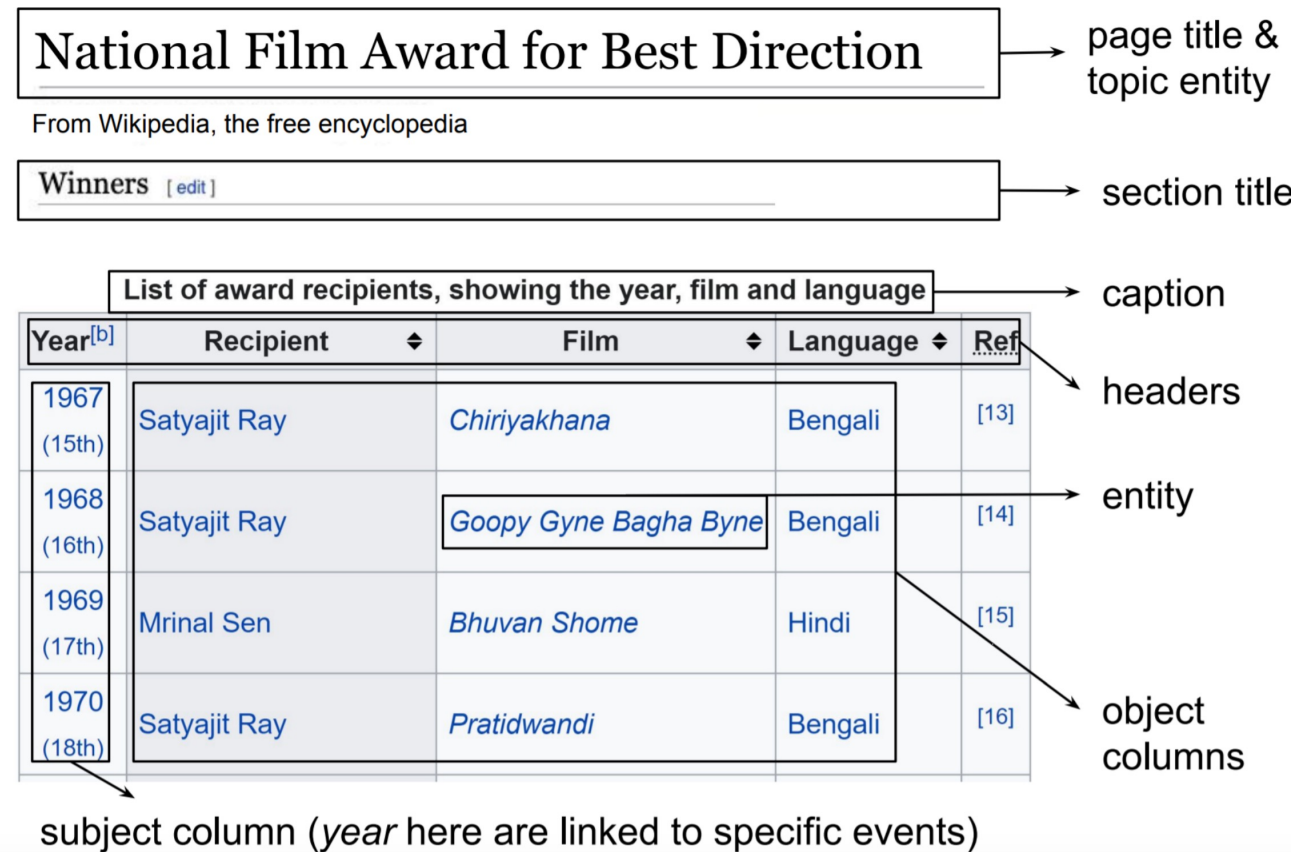 National Film Award for Best Direction
page title &
topic entity
From Wikipedia, the free encyclopedia
Winners [ edit ]
section title
List of award recipients, showing the year, film and language
caption
Year[b] Recipient Film Language Ref
headers
1967
(15th)
Satyajit Ray Chiriyakhana Bengali [13]
1968
(16th)
Satyajit Ray Goopy Gyne Bagha Byne Bengali [14]
entity
1969
(17th)
Mrinal Sen Bhuvan Shome Hindi [15]
1970
(18th)
Satyajit Ray Pratidwandi Bengali [16]
object
columns
subject column (year here are linked to specific events)